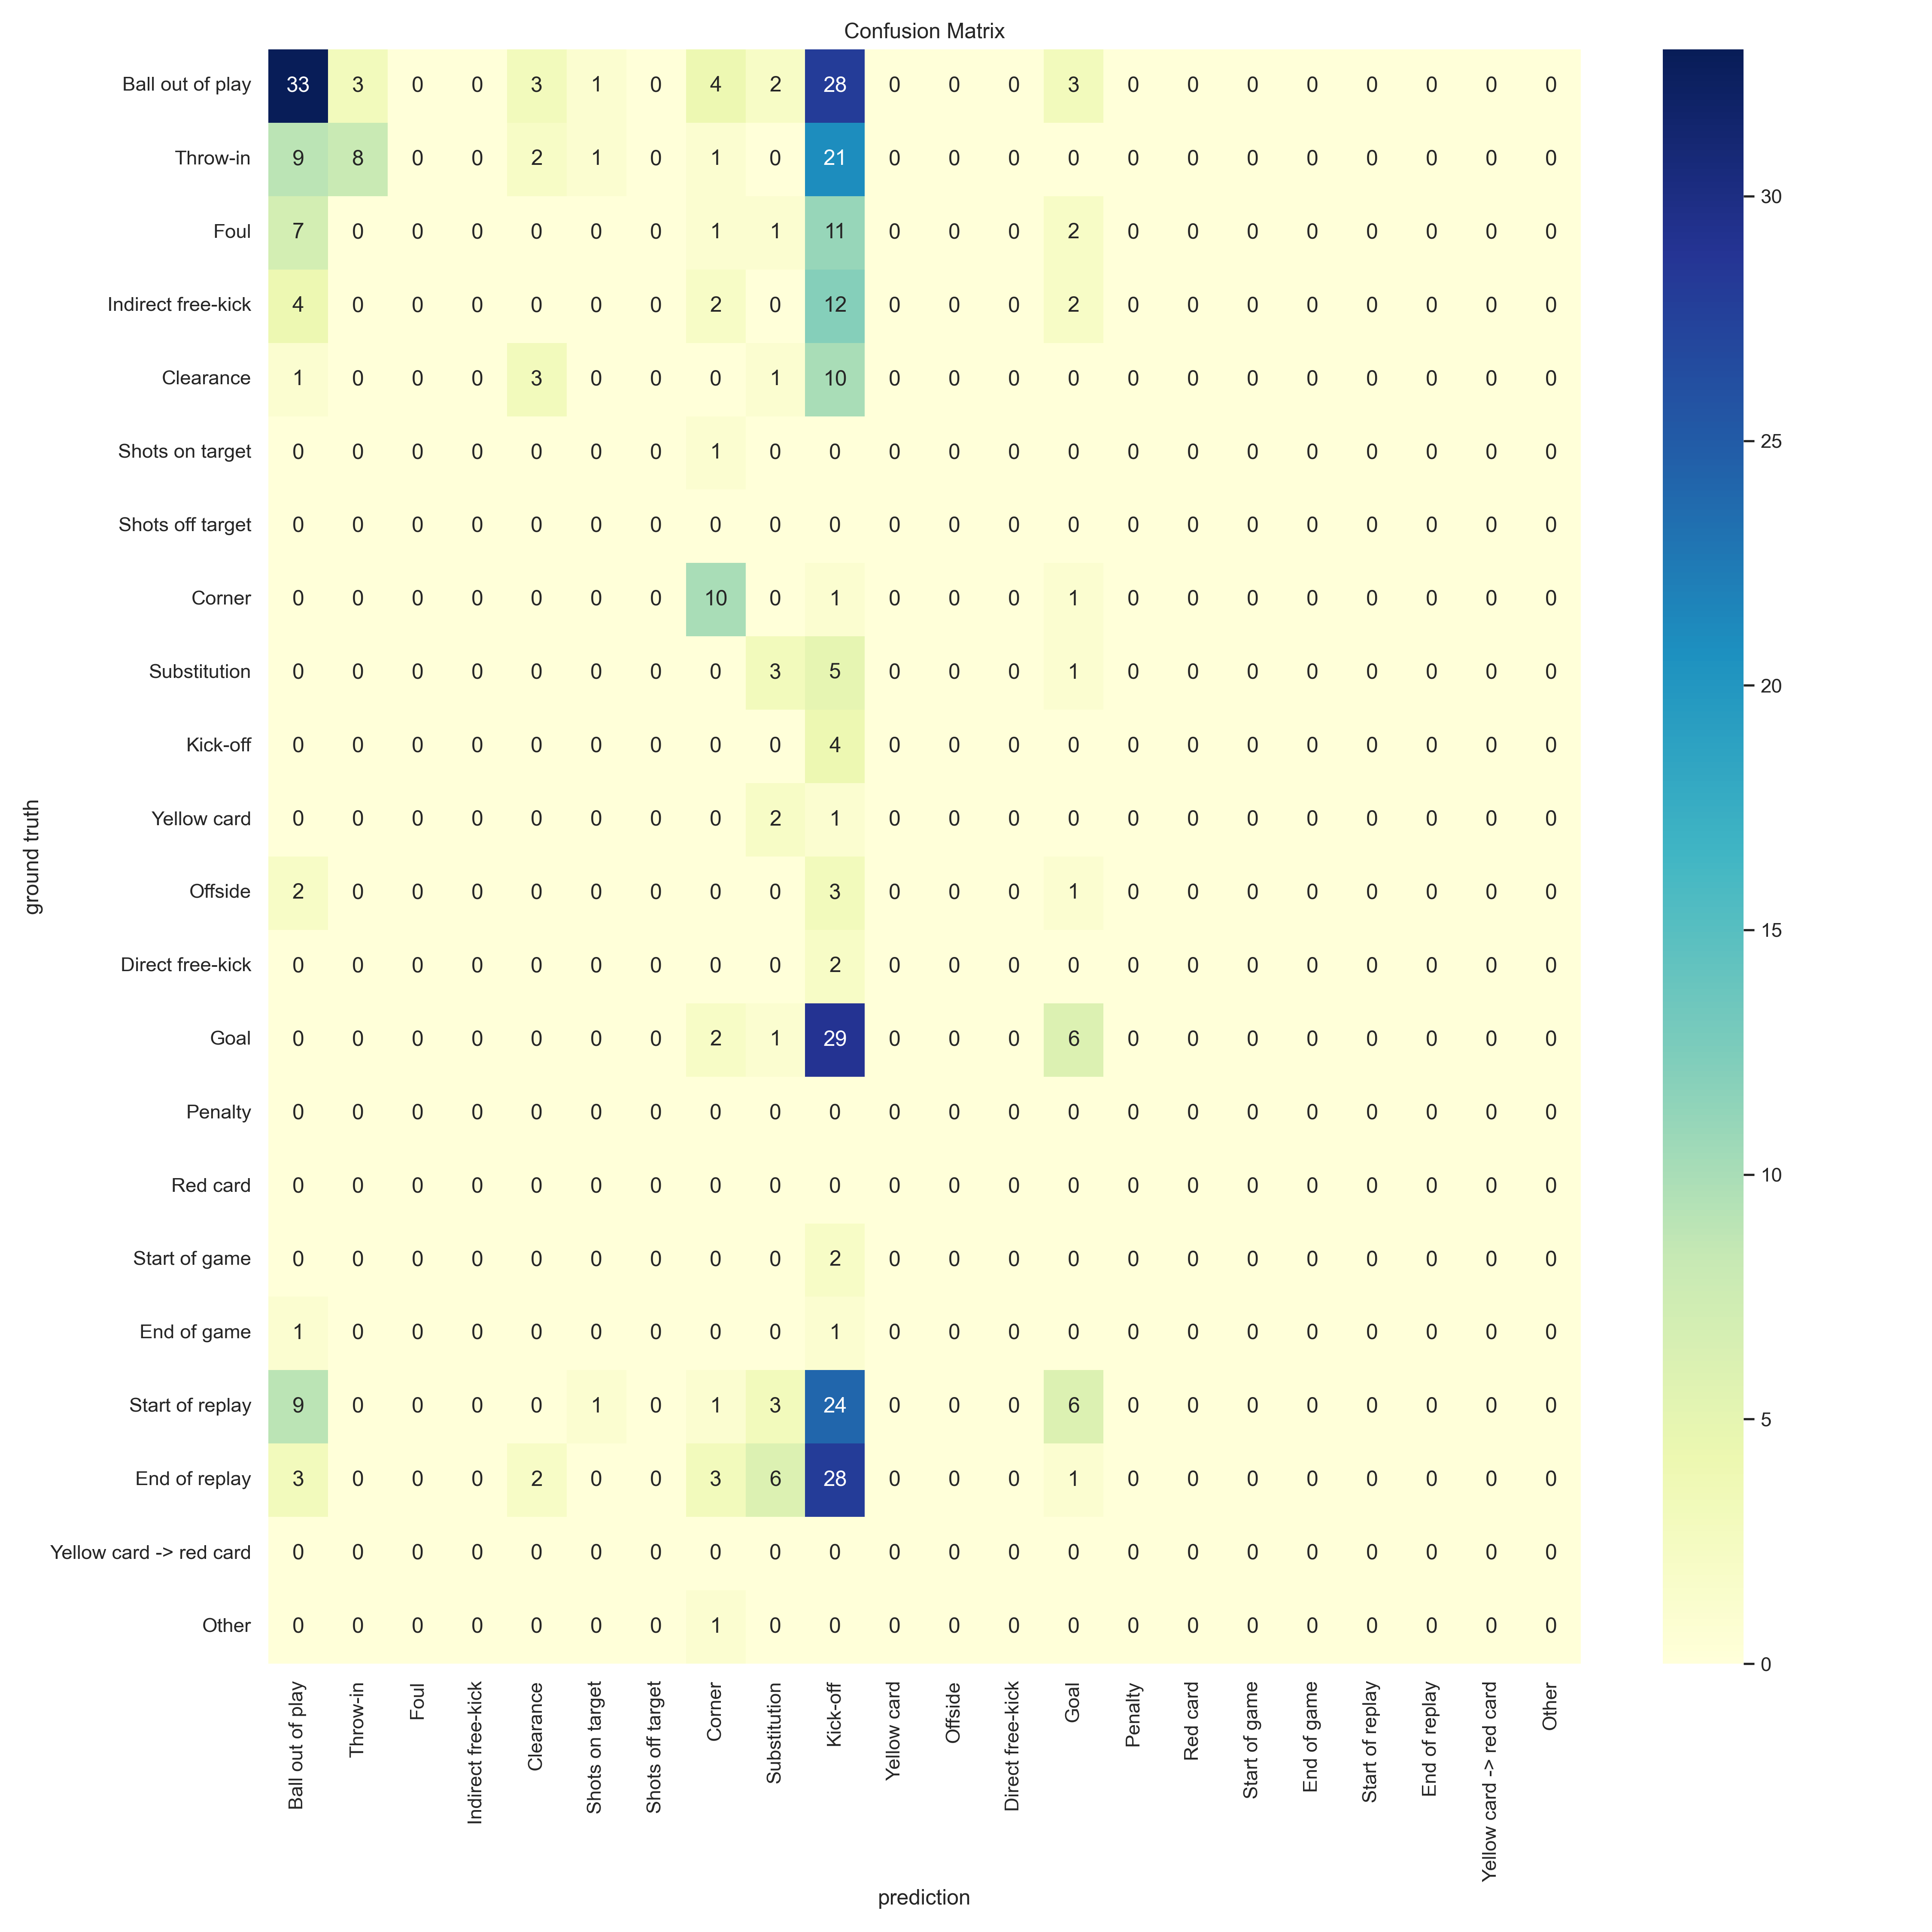 Confusion Matrix
Ball out of play 33 3 0 0 3 1 0 4 2 28 0 0 0 3 0 0 0 0 0 0 0 0
Throw-in 9 8 0 0 2 1 0 1 0 21 0 0 0 0 0 0 0 0 0 0 0 0
Foul 7 0 0 0 0 0 0 1 1 11 0 0 0 2 0 0 0 0 0 0 0 0
Indirect free-kick 4 0 0 0 0 0 0 2 0 12 0 0 0 2 0 0 0 0 0 0 0 0
Clearance 1 0 0 0 3 0 0 0 1 10 0 0 0 0 0 0 0 0 0 0 0 0
Shots on target 0 0 0 0 0 0 0 1 0 0 0 0 0 0 0 0 0 0 0 0 0 0
Shots off target 0 0 0 0 0 0 0 0 0 0 0 0 0 0 0 0 0 0 0 0 0 0
Corner 0 0 0 0 0 0 0 10 0 1 0 0 0 1 0 0 0 0 0 0 0 0
Substitution 0 0 0 0 0 0 0 0 3 5 0 0 0 1 0 0 0 0 0 0 0 0
Kick-off 0 0 0 0 0 0 0 0 0 4 0 0 0 0 0 0 0 0 0 0 0 0
Yellow card 0 0 0 0 0 0 0 0 2 1 0 0 0 0 0 0 0 0 0 0 0 0
Offside 2 0 0 0 0 0 0 0 0 3 0 0 0 1 0 0 0 0 0 0 0 0
Direct free-kick 0 0 0 0 0 0 0 0 0 2 0 0 0 0 0 0 0 0 0 0 0 0
Goal 0 0 0 0 0 0 0 2 1 29 0 0 0 6 0 0 0 0 0 0 0 0
Penalty 0 0 0 0 0 0 0 0 0 0 0 0 0 0 0 0 0 0 0 0 0 0
Red card 0 0 0 0 0 0 0 0 0 0 0 0 0 0 0 0 0 0 0 0 0 0
Start of game 0 0 0 0 0 0 0 0 0 2 0 0 0 0 0 0 0 0 0 0 0 0
End of game 1 0 0 0 0 0 0 0 0 1 0 0 0 0 0 0 0 0 0 0 0 0
Start of replay 9 0 0 0 0 1 0 1 3 24 0 0 0 6 0 0 0 0 0 0 0 0
End of replay 3 0 0 0 2 0 0 3 6 28 0 0 0 1 0 0 0 0 0 0 0 0
Yellow card -> red card 0 0 0 0 0 0 0 0 0 0 0 0 0 0 0 0 0 0 0 0 0 0
Other 0 0 0 0 0 0 0 1 0 0 0 0 0 0 0 0 0 0 0 0 0 0
ground truth
Ball out of play
Throw-in
Foul
Indirect free-kick
Clearance
Shots on target
Shots off target
Corner
Substitution
Kick-off
Yellow card
Offside
Direct free-kick
Goal
Penalty
Red card
Start of game
End of game
Start of replay
End of replay
Yellow card -> red card
Other
prediction
30
25
20
15
10
5
0